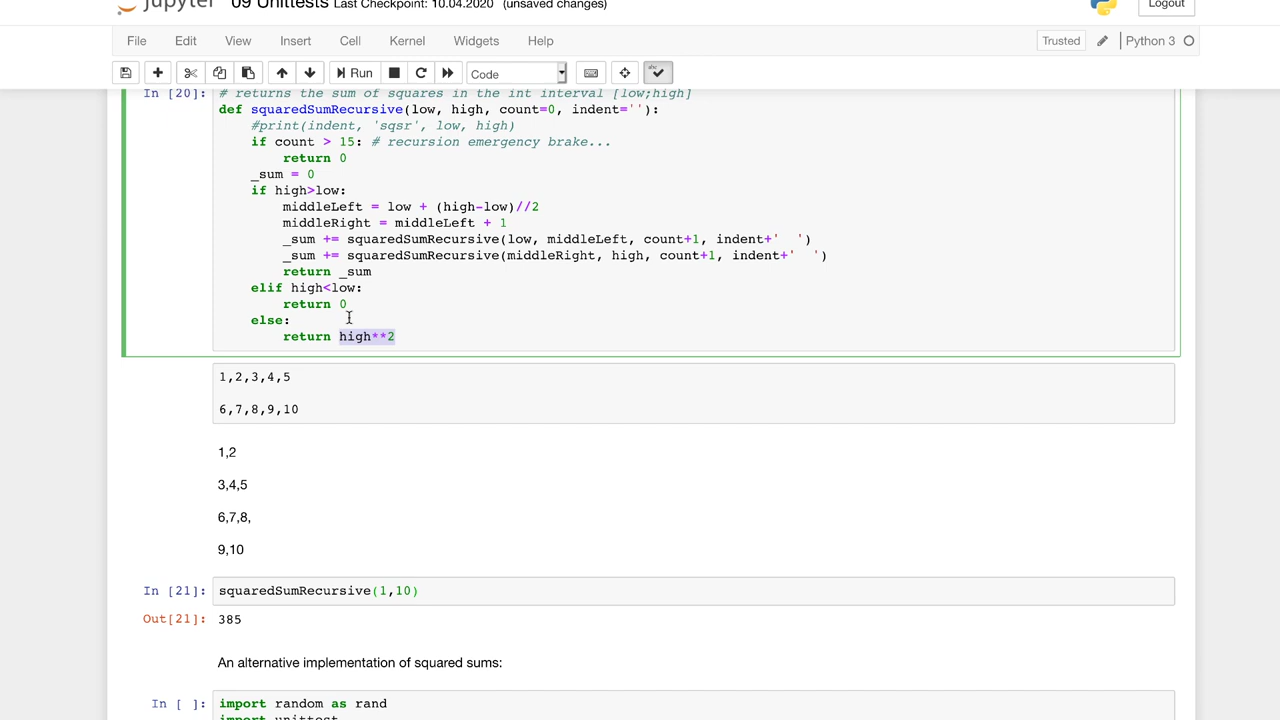 jupyter 09 Unittests Last Checkpoint: 10.04.2020 (unsaved changes) Logout
File Edit View Insert Cell Kernel Widgets Help Trusted Python 3
Run Code
In [20]: # returns the sum of squares in the int interval [low;high]
def squaredSumRecursive(low, high, count=0, indent=''):
    #print(indent, 'sqsr', low, high)
    if count > 15: # recursion emergency brake...
        return 0
    _sum = 0
    if high>low:
        middleLeft = low + (high-low)//2
        middleRight = middleLeft + 1
        _sum += squaredSumRecursive(low, middleLeft, count+1, indent+'  ')
        _sum += squaredSumRecursive(middleRight, high, count+1, indent+'  ')
        return _sum
    elif high<low:
        return 0
    else:
        return high**2
1,2,3,4,5
6,7,8,9,10
1,2
3,4,5
6,7,8,
9,10
In [21]: squaredSumRecursive(1,10)
Out[21]: 385
An alternative implementation of squared sums:
In [ ]: import random as rand
import unittest